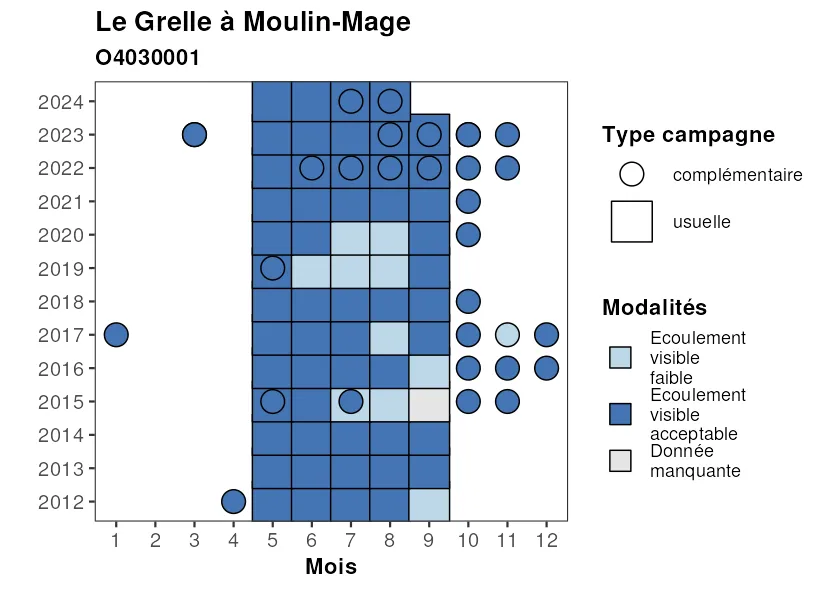 Le Grelle à Moulin-Mage
O4030001
2024
2023
2022
2021
2020
2019
2018
2017
2016
2015
2014
2013
2012
1 2 3 4 5 6 7 8 9 10 11 12
Mois
Type campagne
complémentaire
usuelle
Modalités
Ecoulement
visible
faible
Ecoulement
visible
acceptable
Donnée
manquante